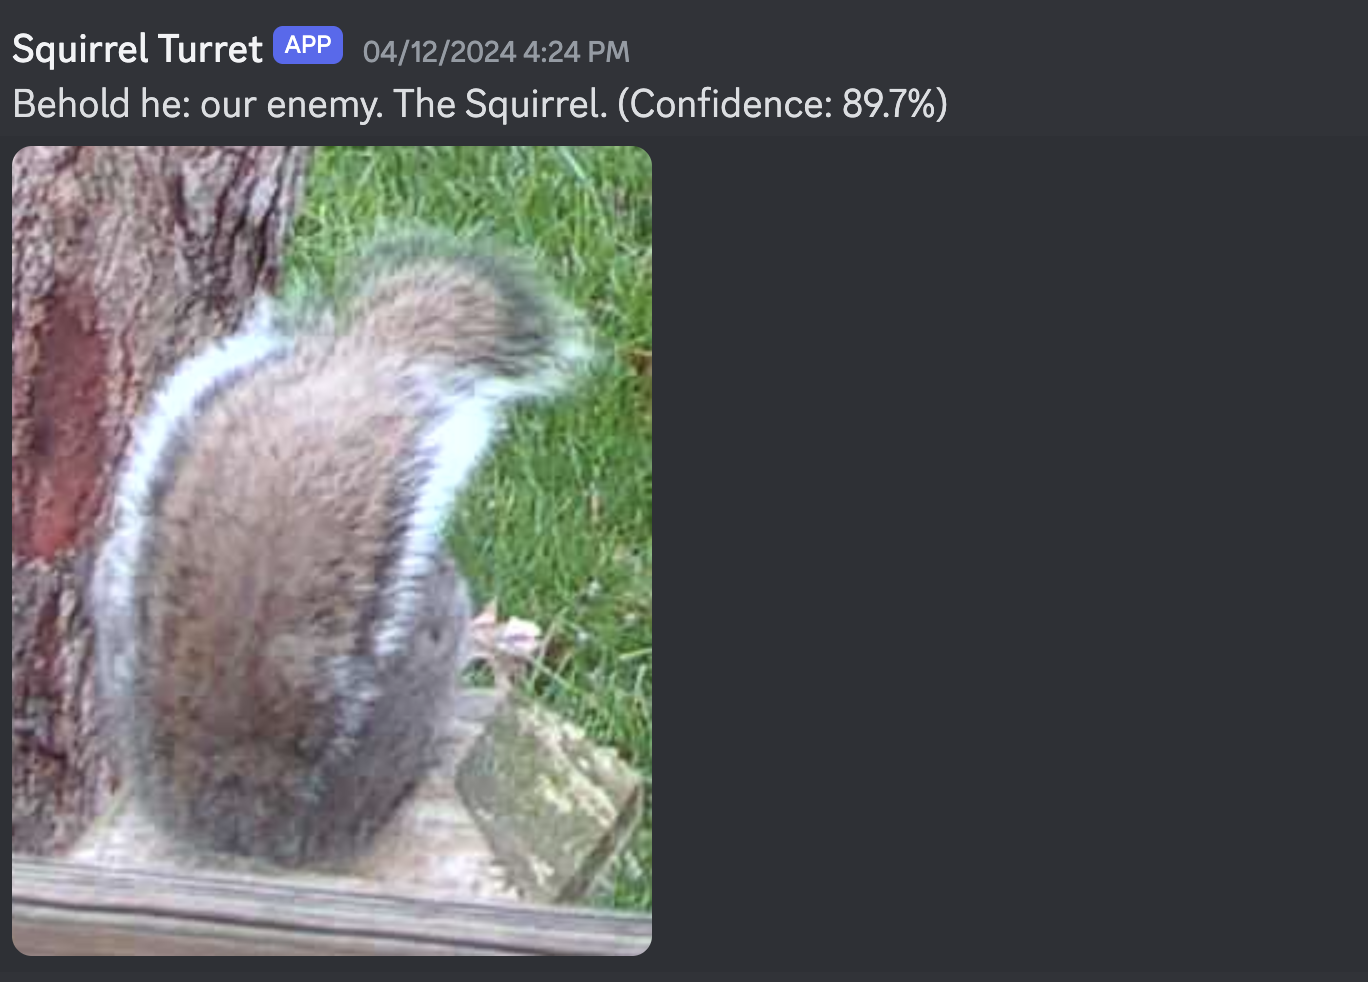 Squirrel Turret APP 04/12/2024 4:24 PM
Behold he: our enemy. The Squirrel. (Confidence: 89.7%)